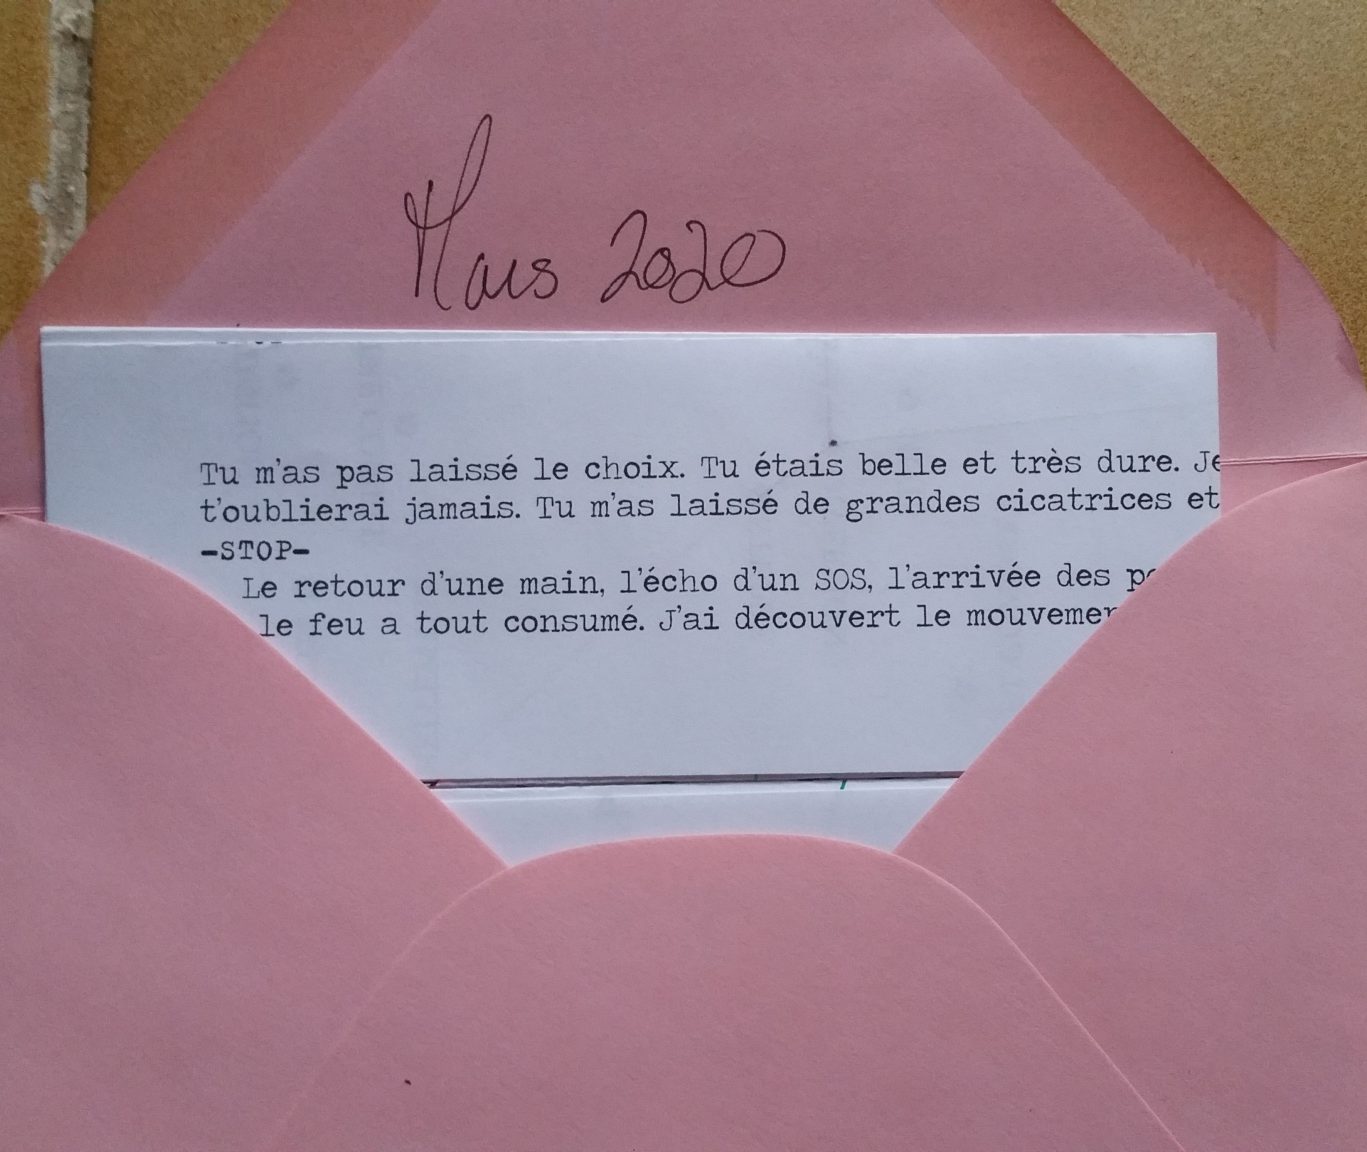 Mars 2020
Tu m'as pas laissé le choix. Tu étais belle et très dure. Je
t'oublierai jamais. Tu m'as laissé de grandes cicatrices et
-STOP-
Le retour d'une main, l'écho d'un SOS, l'arrivée des
le feu a tout consumé. J'ai découvert le